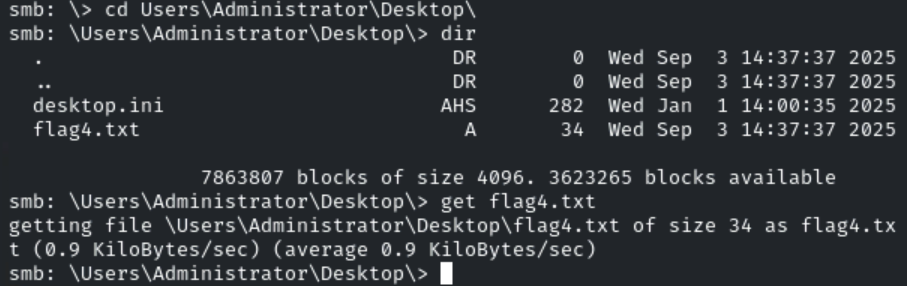 smb: \> cd Users\Administrator\Desktop\
smb: \Users\Administrator\Desktop\> dir
  .                                   DR        0  Wed Sep  3 14:37:37 2025
  ..                                  DR        0  Wed Sep  3 14:37:37 2025
  desktop.ini                        AHS      282  Wed Jan  1 14:00:35 2025
  flag4.txt                            A       34  Wed Sep  3 14:37:37 2025
                7863807 blocks of size 4096. 3623265 blocks available
smb: \Users\Administrator\Desktop\> get flag4.txt
getting file \Users\Administrator\Desktop\flag4.txt of size 34 as flag4.tx
t (0.9 KiloBytes/sec) (average 0.9 KiloBytes/sec)
smb: \Users\Administrator\Desktop\>